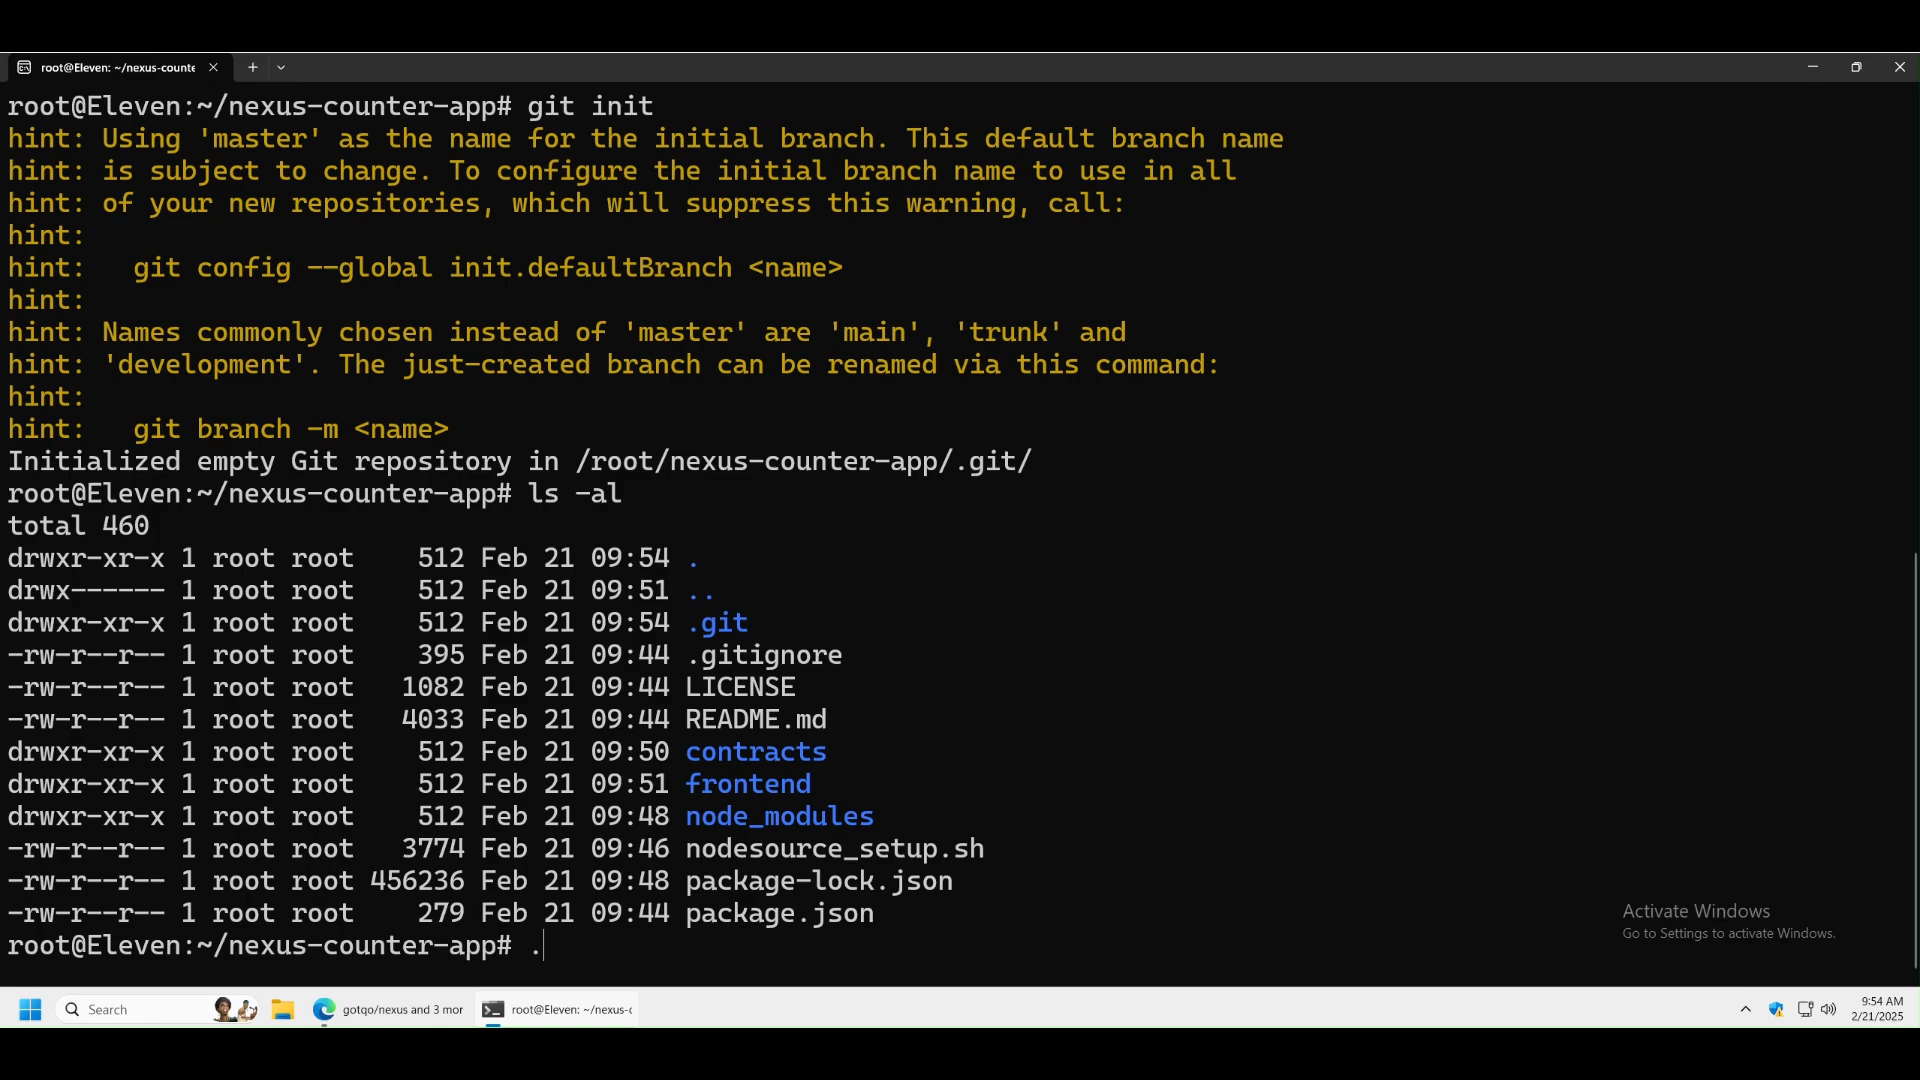 root@Eleven: ~/nexus-counte
root@Eleven:~/nexus-counter-app# git init
hint: Using 'master' as the name for the initial branch. This default branch name
hint: is subject to change. To configure the initial branch name to use in all
hint: of your new repositories, which will suppress this warning, call:
hint:
hint:   git config --global init.defaultBranch <name>
hint:
hint: Names commonly chosen instead of 'master' are 'main', 'trunk' and
hint: 'development'. The just-created branch can be renamed via this command:
hint:
hint:   git branch -m <name>
Initialized empty Git repository in /root/nexus-counter-app/.git/
root@Eleven:~/nexus-counter-app# ls -al
total 460
drwxr-xr-x 1 root root    512 Feb 21 09:54 .
drwx------ 1 root root    512 Feb 21 09:51 ..
drwxr-xr-x 1 root root    512 Feb 21 09:54 .git
-rw-r--r-- 1 root root    395 Feb 21 09:44 .gitignore
-rw-r--r-- 1 root root   1082 Feb 21 09:44 LICENSE
-rw-r--r-- 1 root root   4033 Feb 21 09:44 README.md
drwxr-xr-x 1 root root    512 Feb 21 09:50 contracts
drwxr-xr-x 1 root root    512 Feb 21 09:51 frontend
drwxr-xr-x 1 root root    512 Feb 21 09:48 node_modules
-rw-r--r-- 1 root root   3774 Feb 21 09:46 nodesource_setup.sh
-rw-r--r-- 1 root root 456236 Feb 21 09:48 package-lock.json
-rw-r--r-- 1 root root    279 Feb 21 09:44 package.json
root@Eleven:~/nexus-counter-app# .
Activate Windows
Go to Settings to activate Windows.
Search
gotqo/nexus and 3 mor
root@Eleven: ~/nexus-c
9:54 AM
2/21/2025